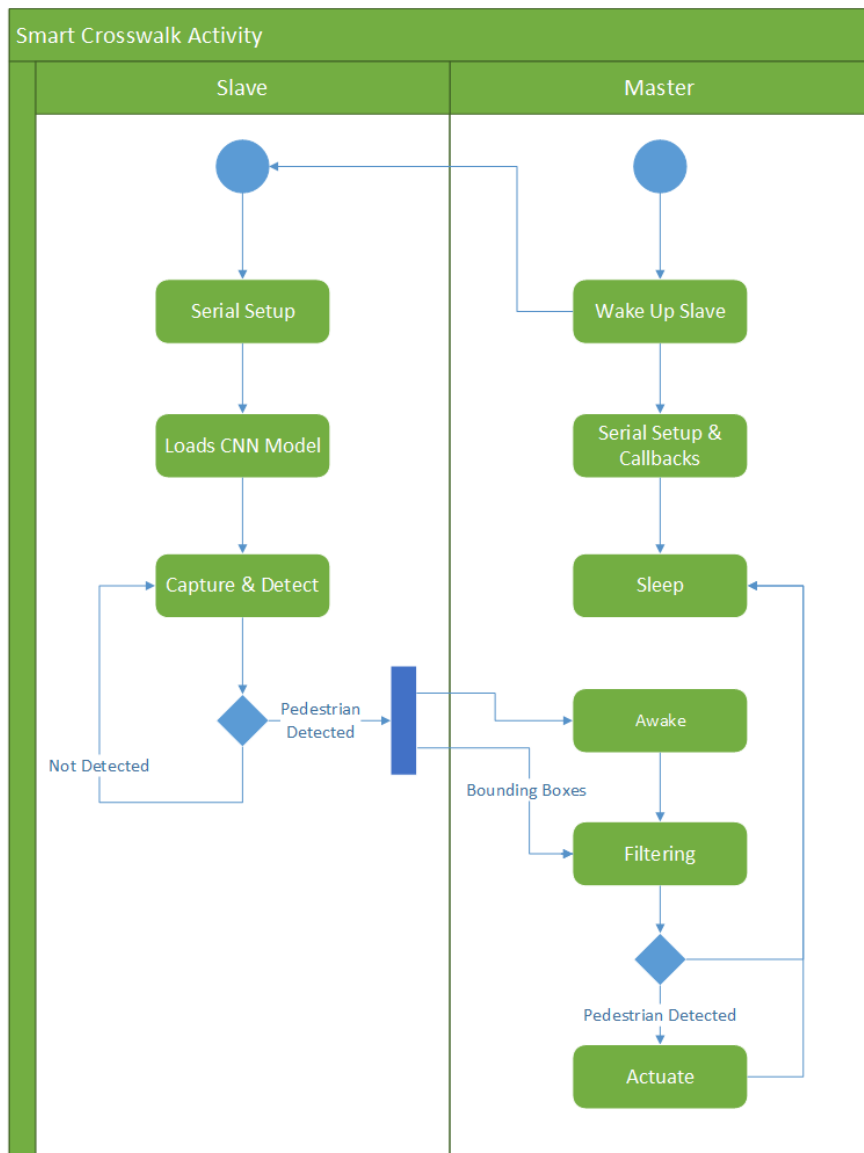 Smart Crosswalk Activity
Slave
Master
Serial Setup
Wake Up Slave
Loads CNN Model
Serial Setup &
Callbacks
Capture & Detect
Sleep
Pedestrian
Detected
Awake
Not Detected
Bounding Boxes
Filtering
Pedestrian Detected
Actuate